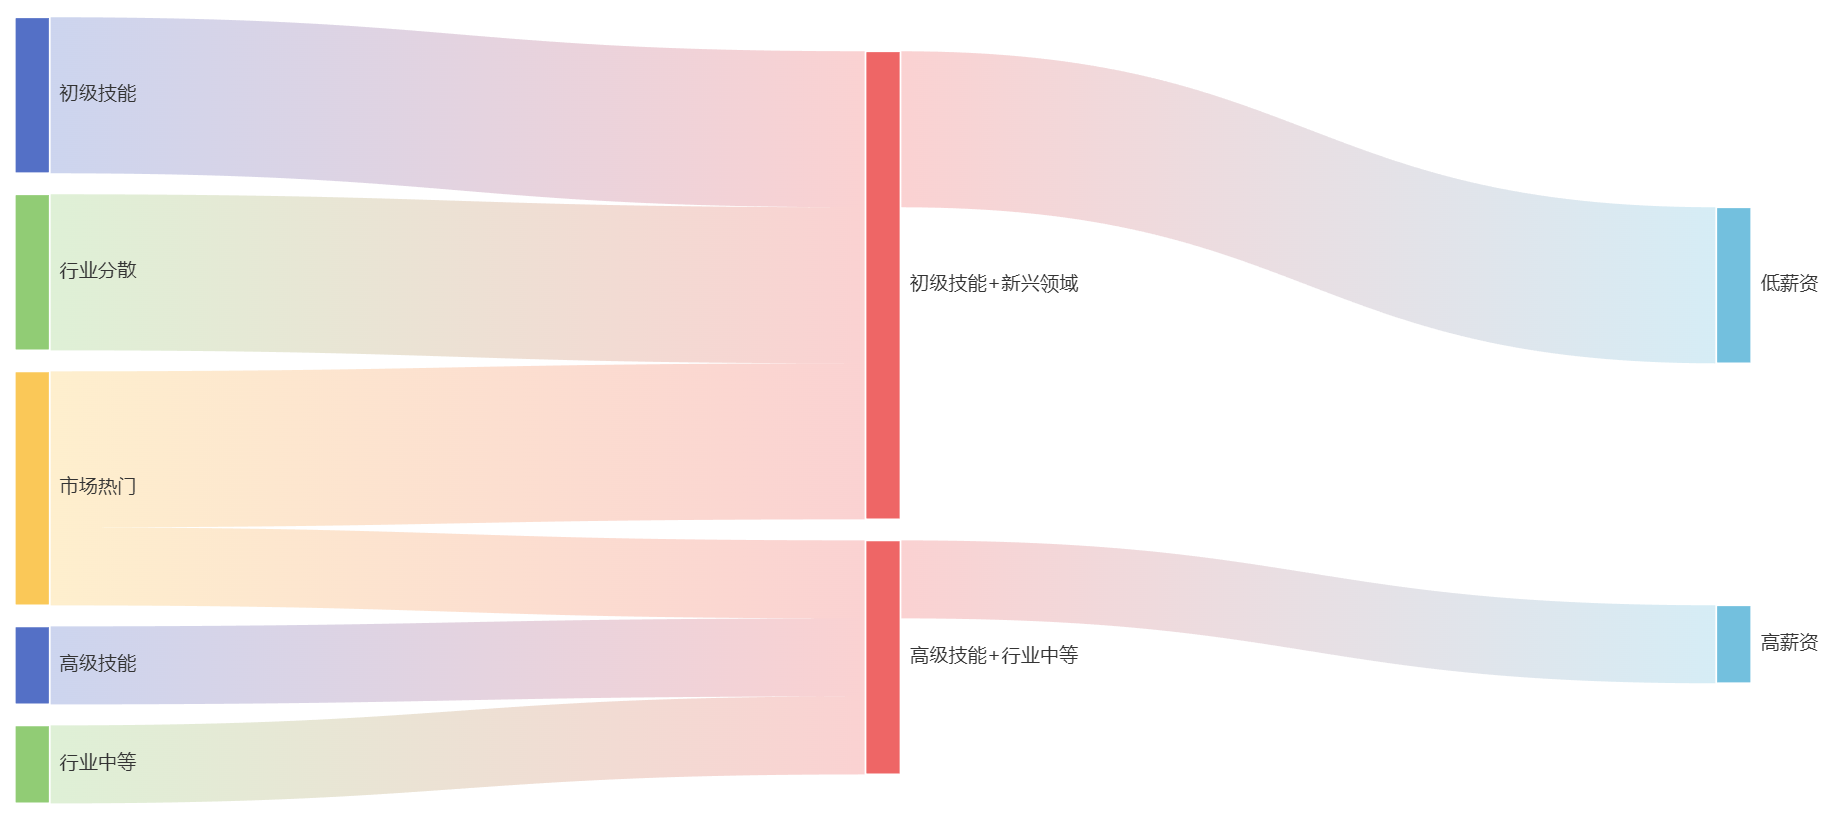 初级技能
行业分散
市场热门
高级技能
行业中等
初级技能+新兴领域
高级技能+行业中等
低薪资
高薪资